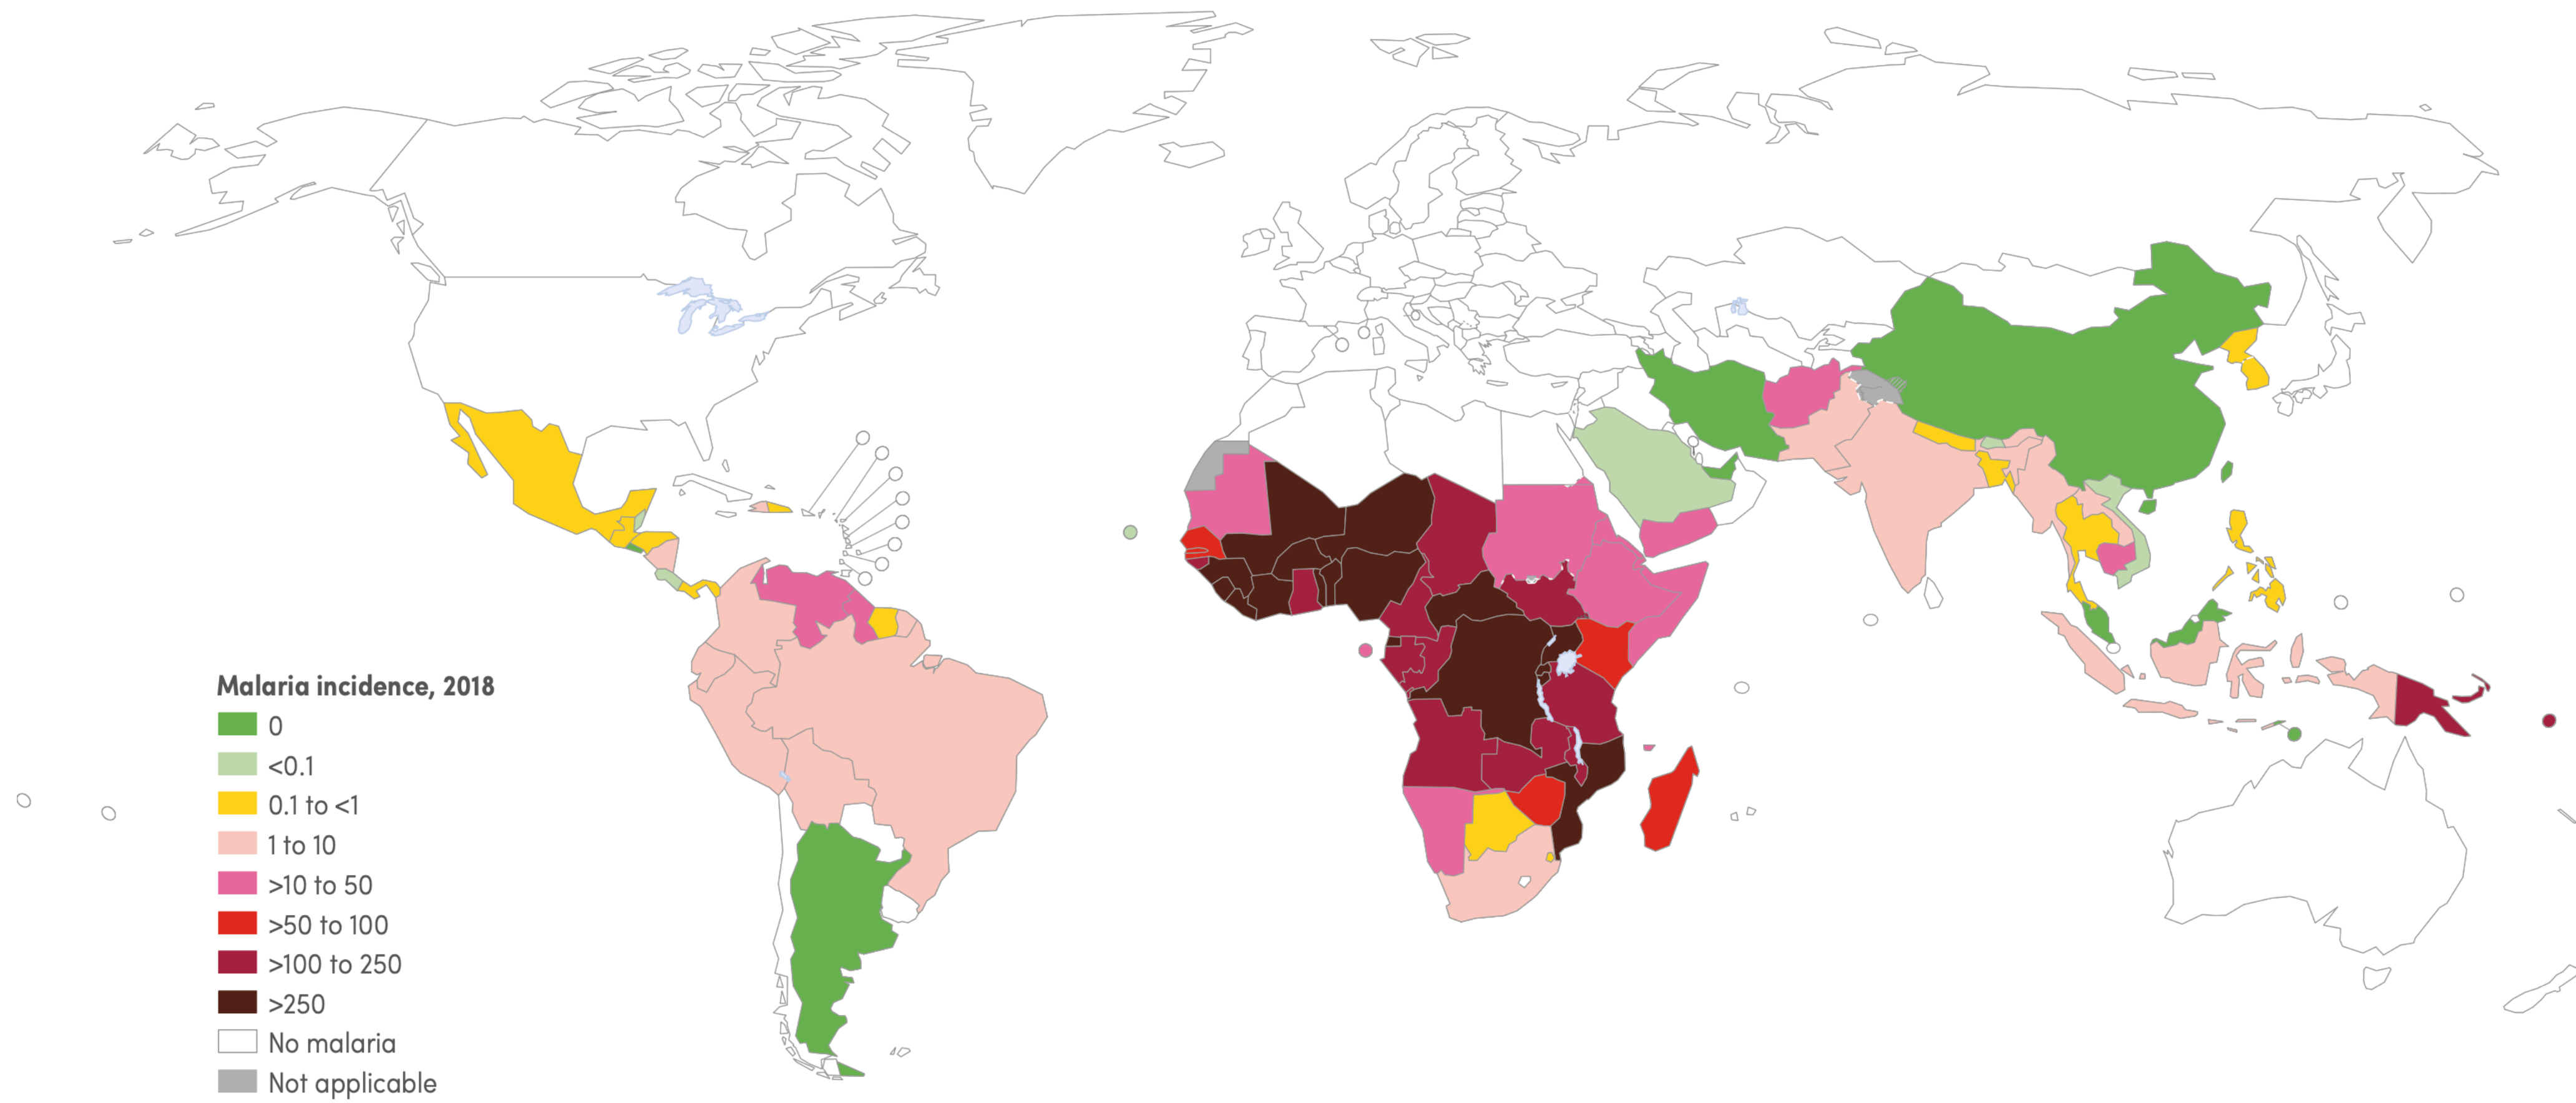 Malaria incidence, 2018
0
<0.1
0.1 to <1
1 to 10
>10 to 50
>50 to 100
>100 to 250
>250
No malaria
Not applicable